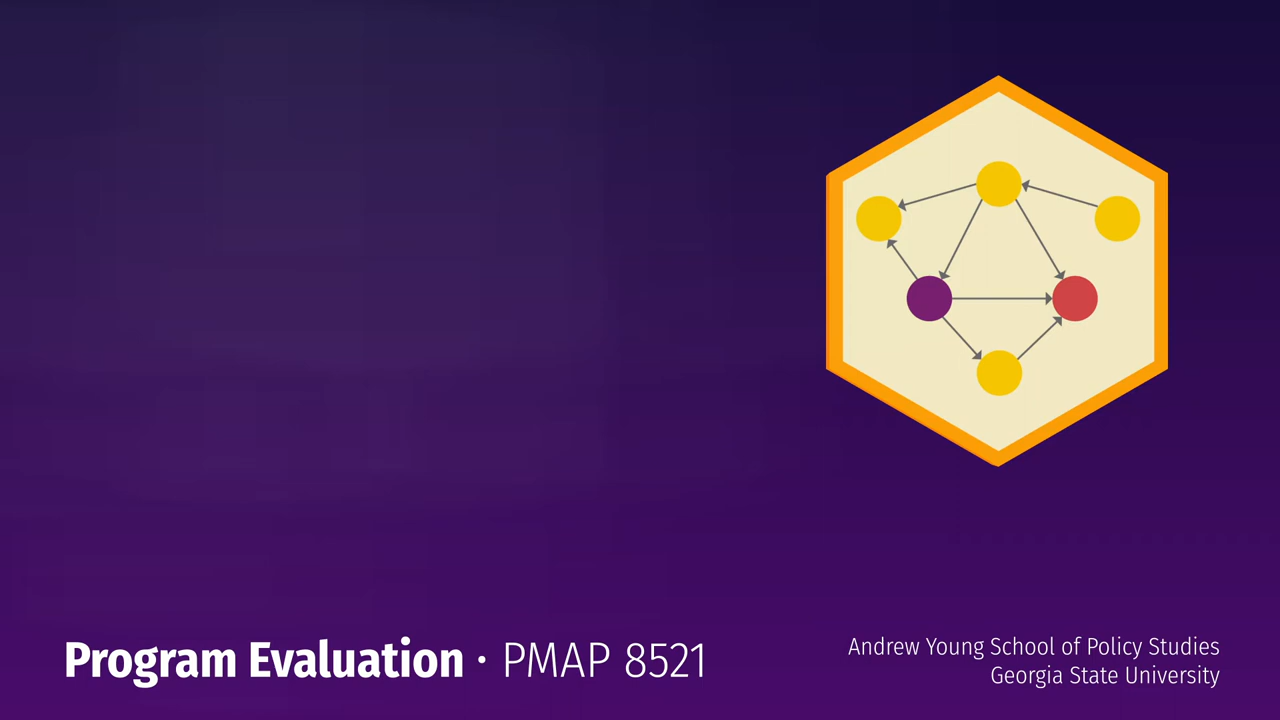 Program Evaluation · PMAP 8521
Andrew Young School of Policy Studies
Georgia State University